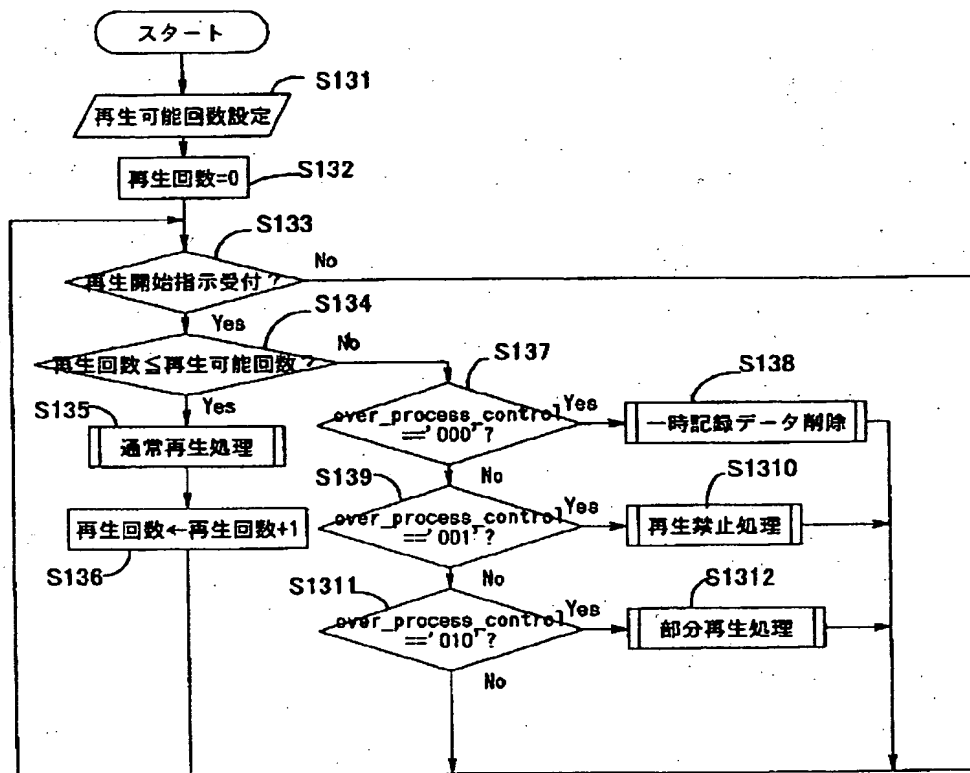 スタート
S131
再生可能回数設定
S132
再生回数=0
S133
再生開始指示受付?
No
Yes
S134
再生回数≦再生可能回数?
No
Yes
S135
通常再生処理
再生回数←再生回数+1
S136
S137
over_process_control
=='000'?
Yes
No
S138
一時記録データ削除
S139
over_process_control
=='001'?
Yes
No
S1310
再生禁止処理
S1311
over_process_control
=='010'?
Yes
No
S1312
部分再生処理